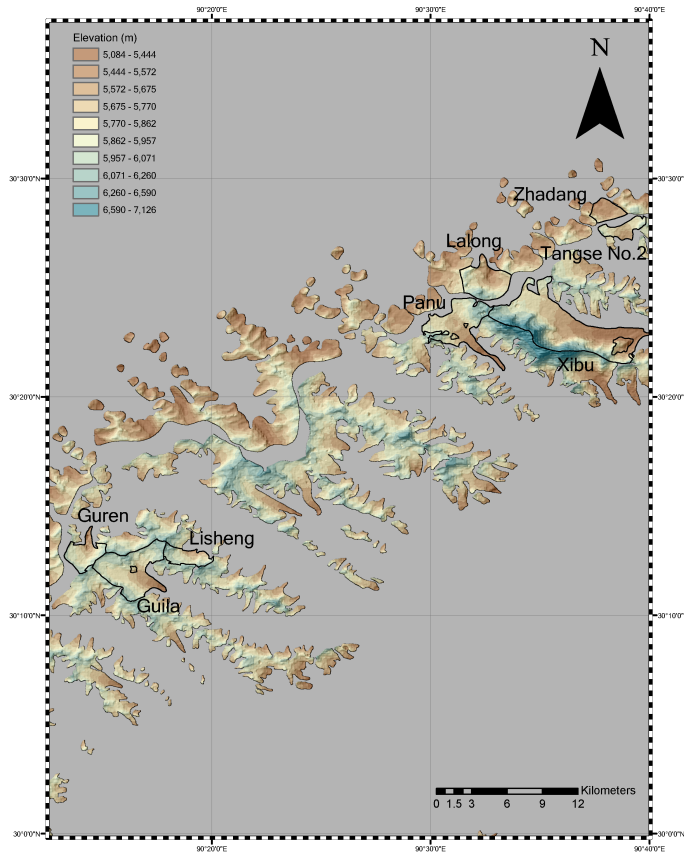 90°20'0"E
90°30'0"E
90°40'0"E
Elevation (m)
5,084 - 5,444
5,444 - 5,572
5,572 - 5,675
5,675 - 5,770
5,770 - 5,862
5,862 - 5,957
5,957 - 6,071
6,071 - 6,260
6,260 - 6,590
6,590 - 7,126
N
30°30'0"N
30°30'0"N
Zhadang
Lalong
Tangse No.2
Panu
Xibu
30°20'0"N
30°20'0"N
Guren
Lisheng
Guila
30°10'0"N
30°10'0"N
Kilometers
0 1.5 3 6 9 12
30°0'0"N
30°0'0"N
90°20'0"E
90°30'0"E
90°40'0"E